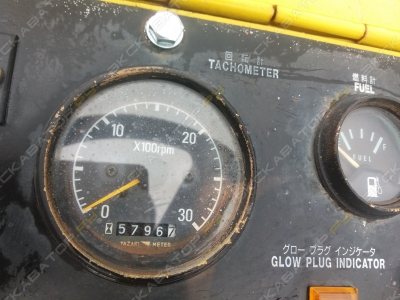 回転計
TACHOMETER
燃料計
FUEL
10
20
X100rpm
F
FUEL
0
30
57967
YAZAKI METER
グロー プラグ インジケータ
GLOW PLUG INDICATOR